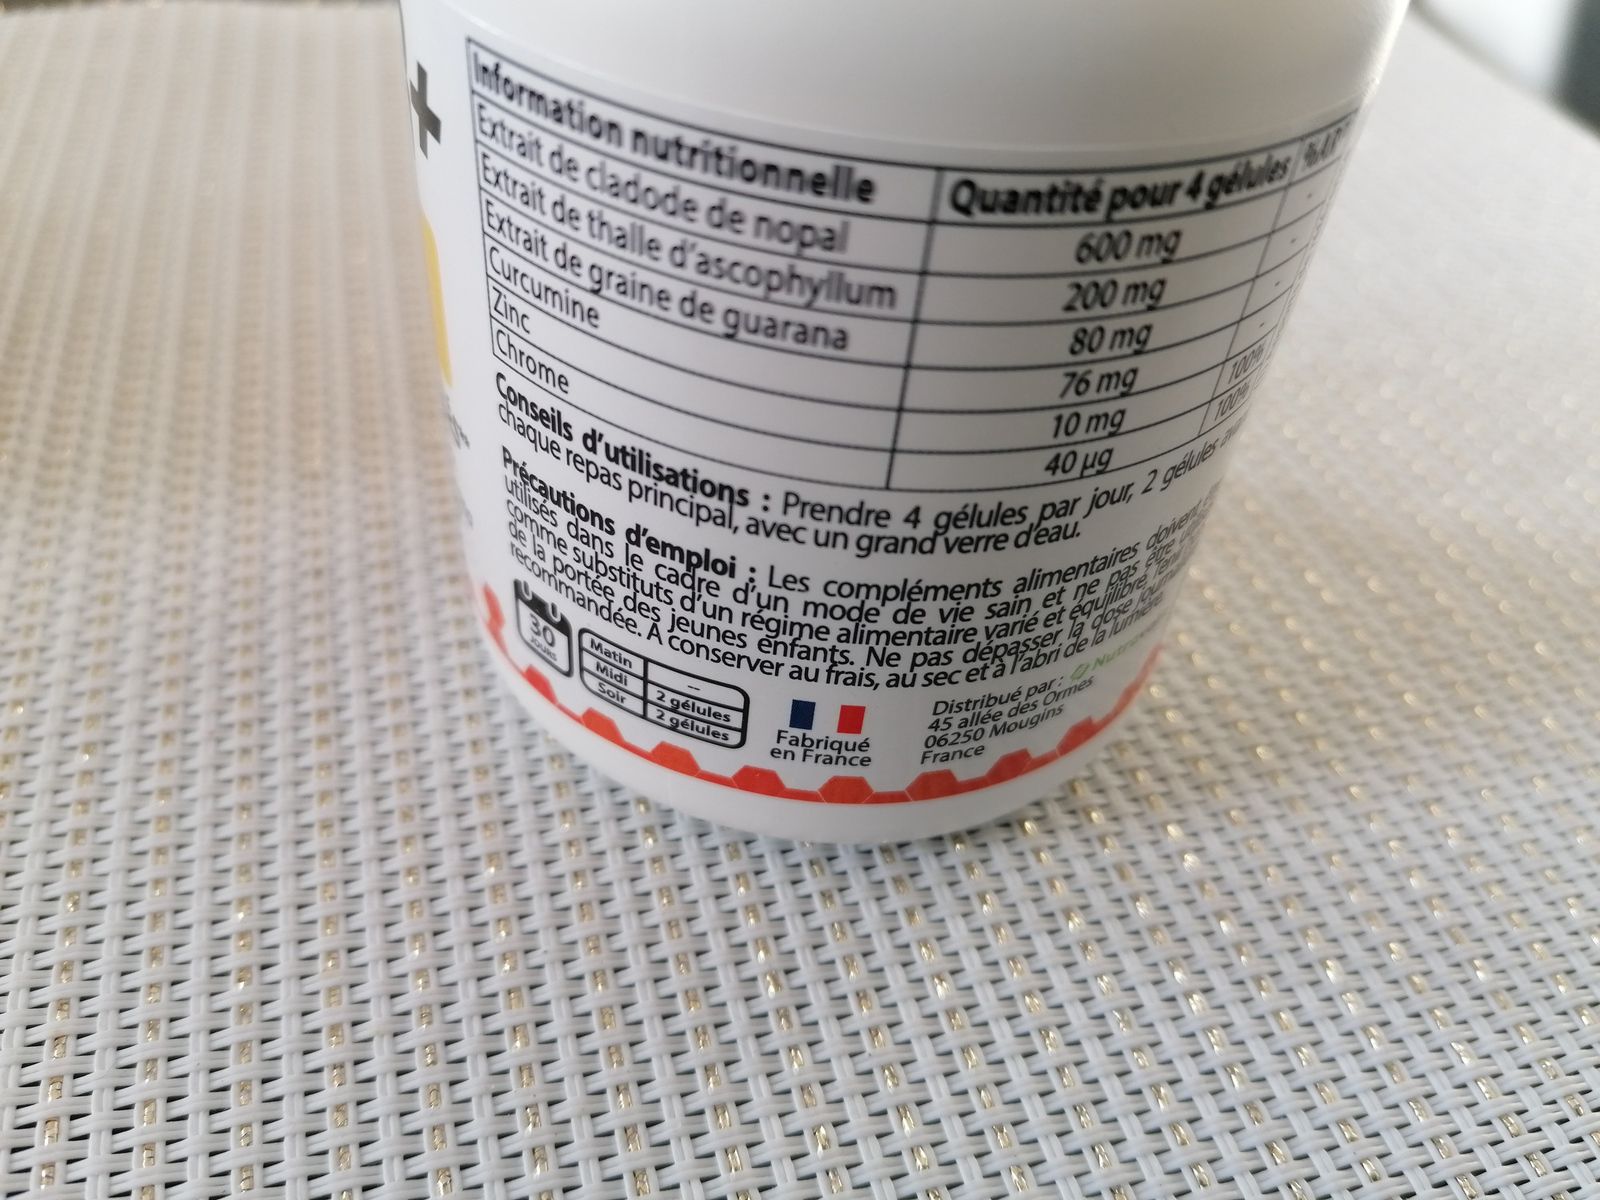 +
Information nutritionnelle Quantité pour 4 gélules
Extrait de cladode de nopal 600 mg -
Extrait de thalle d'ascophyllum 200 mg -
Extrait de graine de guarana 80 mg -
Curcumine 76 mg -
Zinc 10 mg 100%
Chrome 40 µg 100%
Conseils d'utilisations : Prendre 4 gélules par jour, 2 gélules
chaque repas principal, avec un grand verre d'eau.
Précautions d'emploi : Les compléments alimentaires doivent
utilisés dans le cadre d'un mode de vie sain et ne pas être
comme substituts d'un régime alimentaire varié et équilibré,
de la portée des jeunes enfants. Ne pas dépasser la dose
recommandée. A conserver au frais, au sec et à l'abri de la lumière
30
JOURS
Matin --
Midi 2 gélules
Soir 2 gélules
Fabriqué
en France
Distribué par :
45 allée des Ormes
06250 Mougins
France